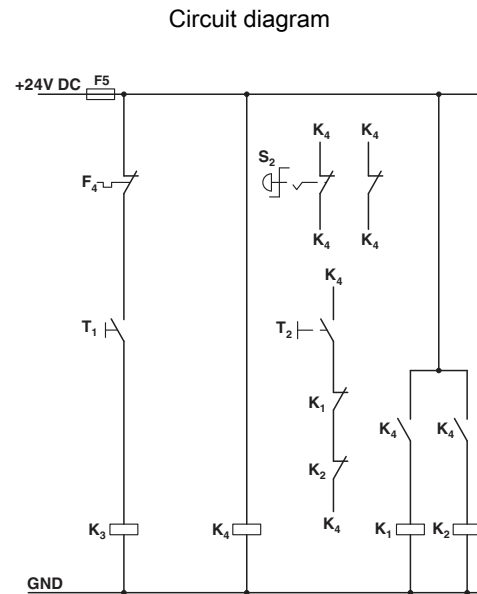 Circuit diagram
+24V DC F5
K₄ K₄
S₂
F₄
K₄ K₄
K₄
T₁ T₂
K₁
K₄ K₄
K₂
K₄
K₃ K₄ K₁ K₂
GND